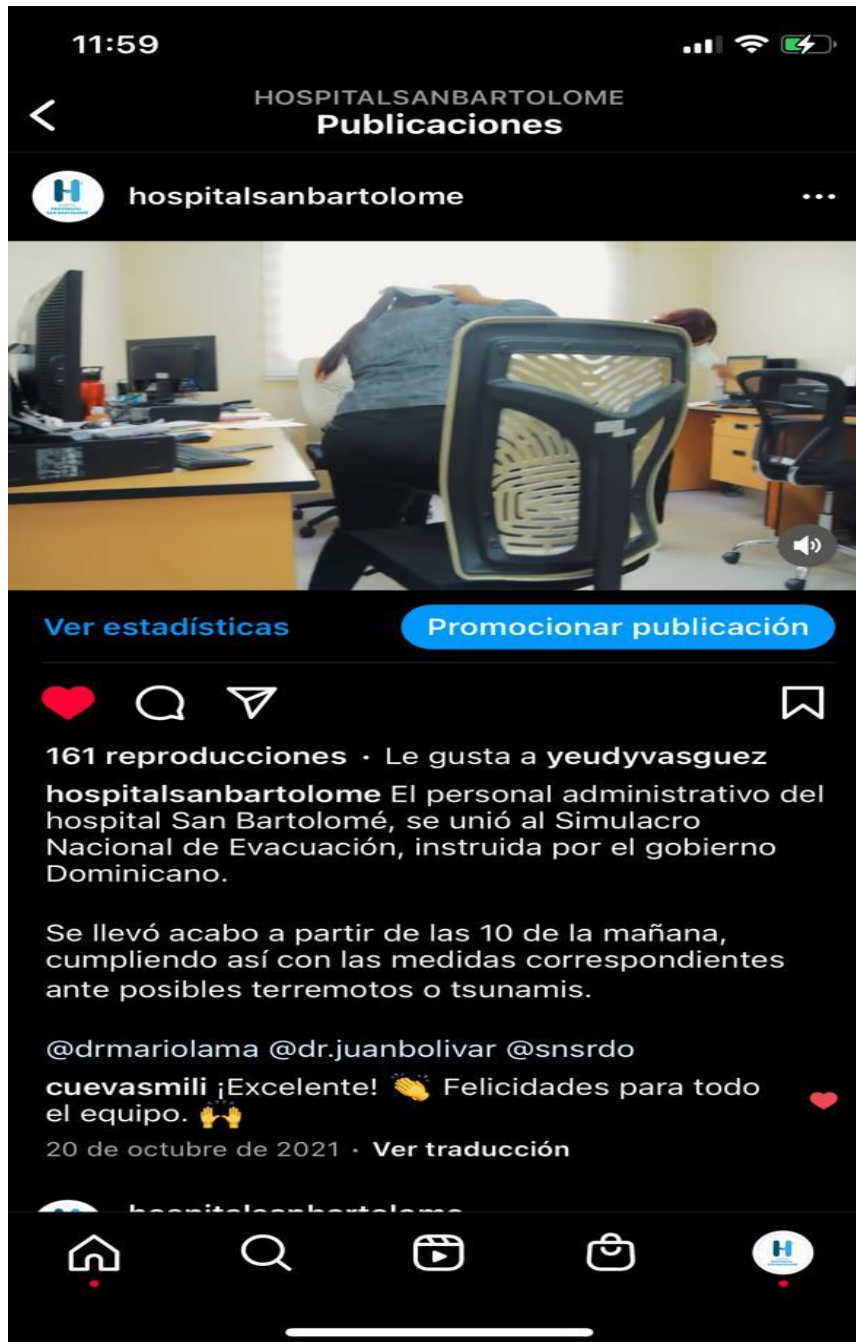 11:59
HOSPITALSANBARTOLOME
Publicaciones
hospitalsanbartolome
Ver estadísticas
Promocionar publicación
161 reproducciones · Le gusta a yeudyvasguez
hospitalsanbartolome El personal administrativo del
hospital San Bartolomé, se unió al Simulacro
Nacional de Evacuación, instruida por el gobierno
Dominicano.
Se llevó acabo a partir de las 10 de la mañana,
cumpliendo así con las medidas correspondientes
ante posibles terremotos o tsunamis.
@drmariolama @dr.juanbolivar @snsrdo
cuevasmili ¡Excelente! 👏 Felicidades para todo
el equipo. 🙌
20 de octubre de 2021 · Ver traducción
hospitalsanbartolome